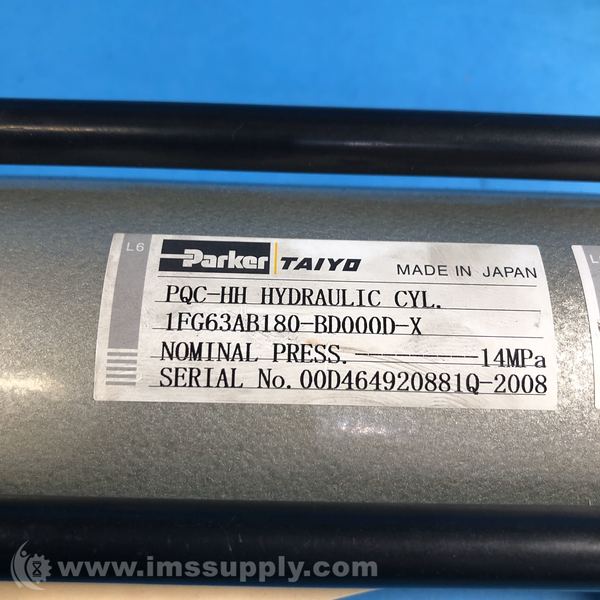 L6
Parker TAIYO MADE IN JAPAN
PQC-HH HYDRAULIC CYL.
1FG63AB180-BD000D-X
NOMINAL PRESS.----------14MPa
SERIAL No.00D464920881Q-2008
www.imssupply.com